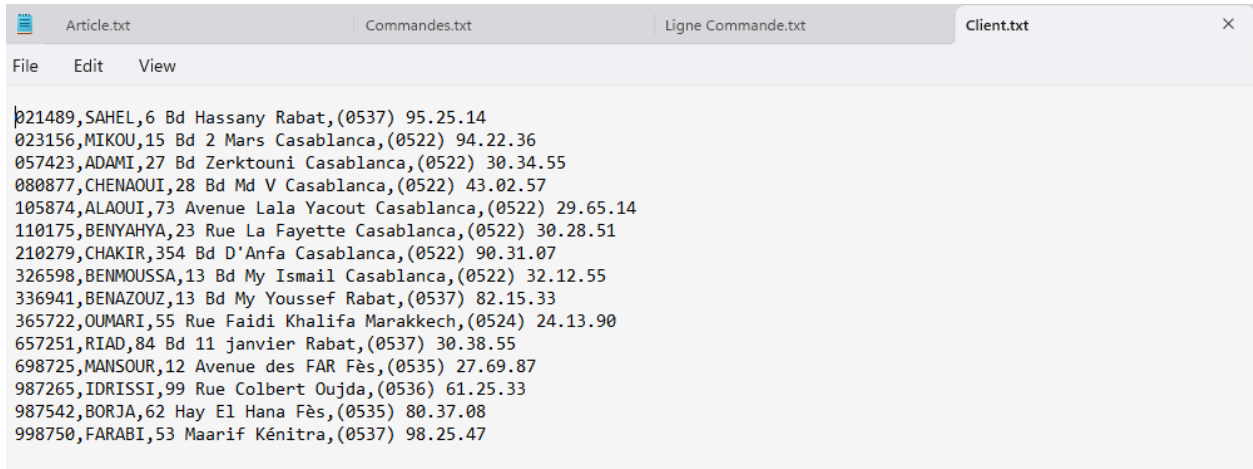 Article.txt Commandes.txt Ligne Commande.txt Client.txt
File Edit View
021489,SAHEL,6 Bd Hassany Rabat,(0537) 95.25.14
023156,MIKOU,15 Bd 2 Mars Casablanca,(0522) 94.22.36
057423,ADAMI,27 Bd Zerktouni Casablanca,(0522) 30.34.55
080877,CHENAOUI,28 Bd Md V Casablanca,(0522) 43.02.57
105874,ALAOUI,73 Avenue Lala Yacout Casablanca,(0522) 29.65.14
110175,BENYAHYA,23 Rue La Fayette Casablanca,(0522) 30.28.51
210279,CHAKIR,354 Bd D'Anfa Casablanca,(0522) 90.31.07
326598,BENMOUSSA,13 Bd My Ismail Casablanca,(0522) 32.12.55
336941,BENAZOUZ,13 Bd My Youssef Rabat,(0537) 82.15.33
365722,OUMARI,55 Rue Faidi Khalifa Marakkech,(0524) 24.13.90
657251,RIAD,84 Bd 11 janvier Rabat,(0537) 30.38.55
698725,MANSOUR,12 Avenue des FAR Fès,(0535) 27.69.87
987265,IDRISSI,99 Rue Colbert Oujda,(0536) 61.25.33
987542,BORJA,62 Hay El Hana Fès,(0535) 80.37.08
998750,FARABI,53 Maarif Kénitra,(0537) 98.25.47